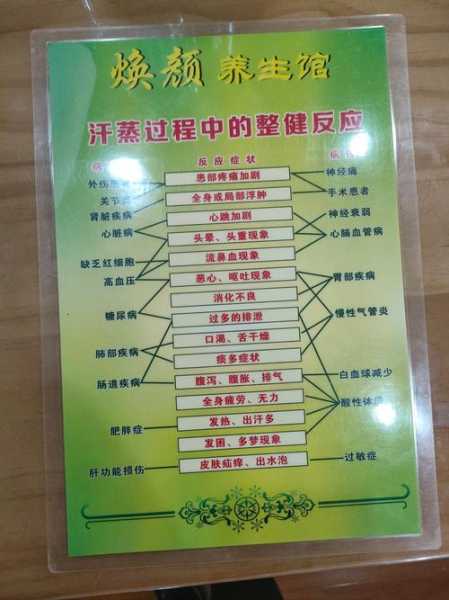 焕颜 养生馆
汗蒸过程中的整健反应
反应症状
患部疼痛加剧
神经痛
外伤
全身或局部浮肿
手术患者
关节
肾脏疾病
心跳加剧
神经衰弱
心脏病
头晕、头重现象
心脑血管病
缺乏红细胞
流鼻血现象
高血压
恶心、呕吐现象
胃部疾病
消化不良
糖尿病
过多的排泄
慢性气管炎
口渴、舌干燥
肺部疾病
痰多症状
肠道疾病
腹泻、腹胀、排气
白血球减少
全身疲劳、无力
酸性体
肥胖症
发热、出汗多
发困、多梦现象
肝功能损伤
皮肤疝痒、出水泡
过敏症